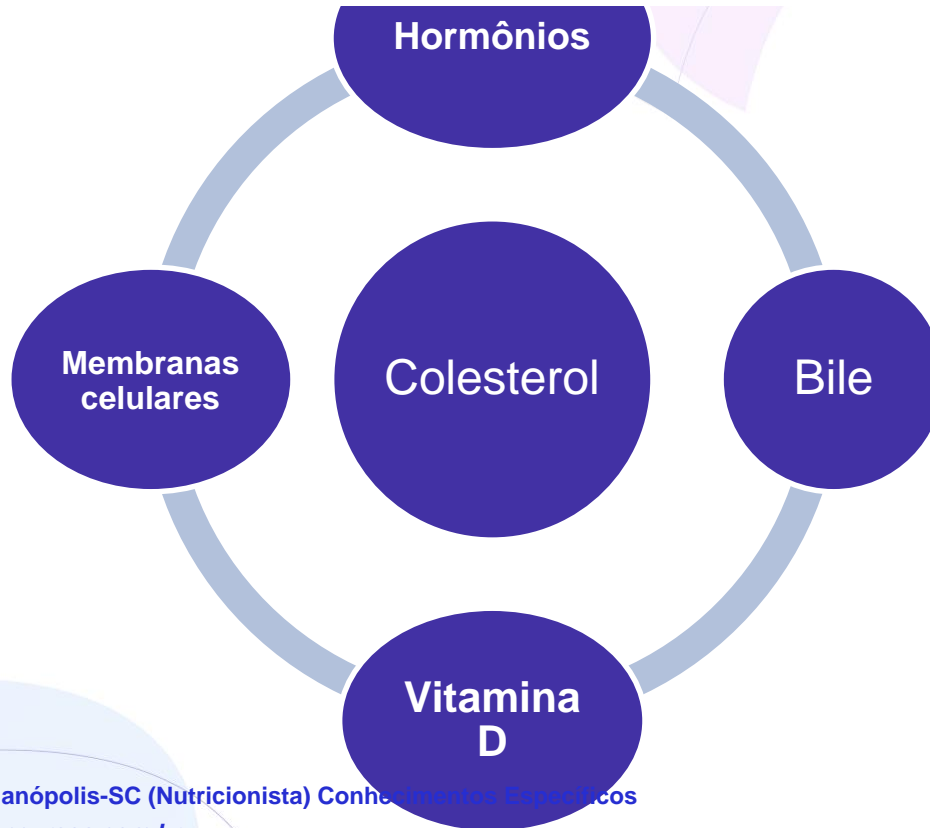 Hormônios
Membranas
celulares
Colesterol
Bile
Vitamina
D
anópolis-SC (Nutricionista) Conhecimentos Específicos